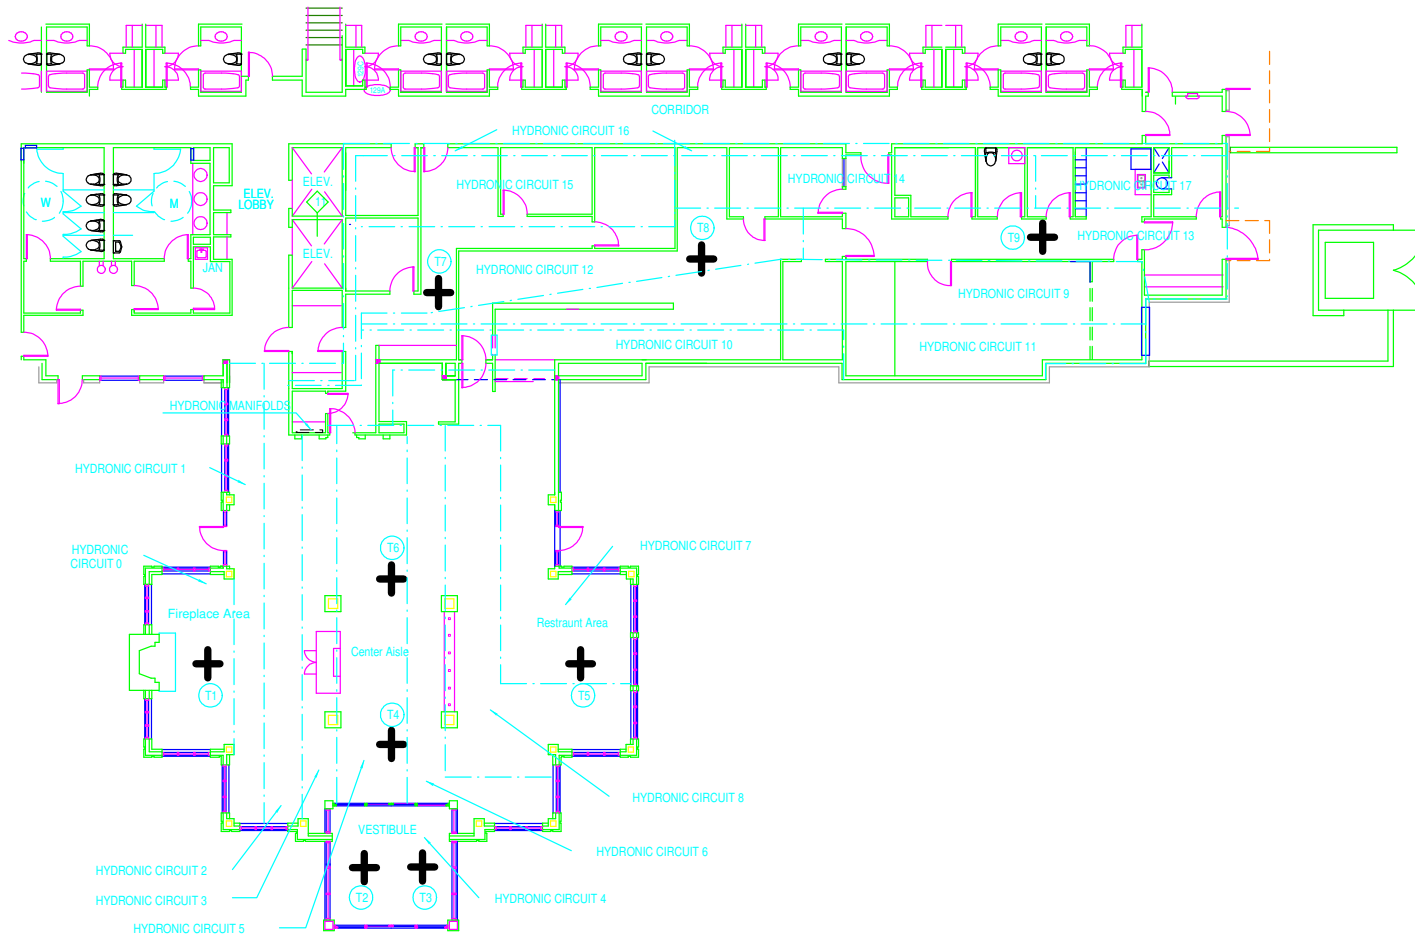 129A
CORRIDOR
HYDRONIC CIRCUIT 16
ELEV.
HYDRONIC CIRCUIT 15
HYDRONIC CIRCUIT 14
HYDRONIC CIRCUIT 17
W
M
ELEV.
LOBBY
1
T8
T9
HYDRONIC CIRCUIT 13
ELEV.
T7
JAN
HYDRONIC CIRCUIT 12
HYDRONIC CIRCUIT 9
HYDRONIC CIRCUIT 10
HYDRONIC CIRCUIT 11
HYDRONIC MANIFOLDS
HYDRONIC CIRCUIT 1
HYDRONIC
CIRCUIT 0
T6
HYDRONIC CIRCUIT 7
Fireplace Area
Restraunt Area
Center Aisle
T1
T5
T4
HYDRONIC CIRCUIT 8
VESTIBULE
HYDRONIC CIRCUIT 6
HYDRONIC CIRCUIT 2
HYDRONIC CIRCUIT 3
T2
T3
HYDRONIC CIRCUIT 4
HYDRONIC CIRCUIT 5